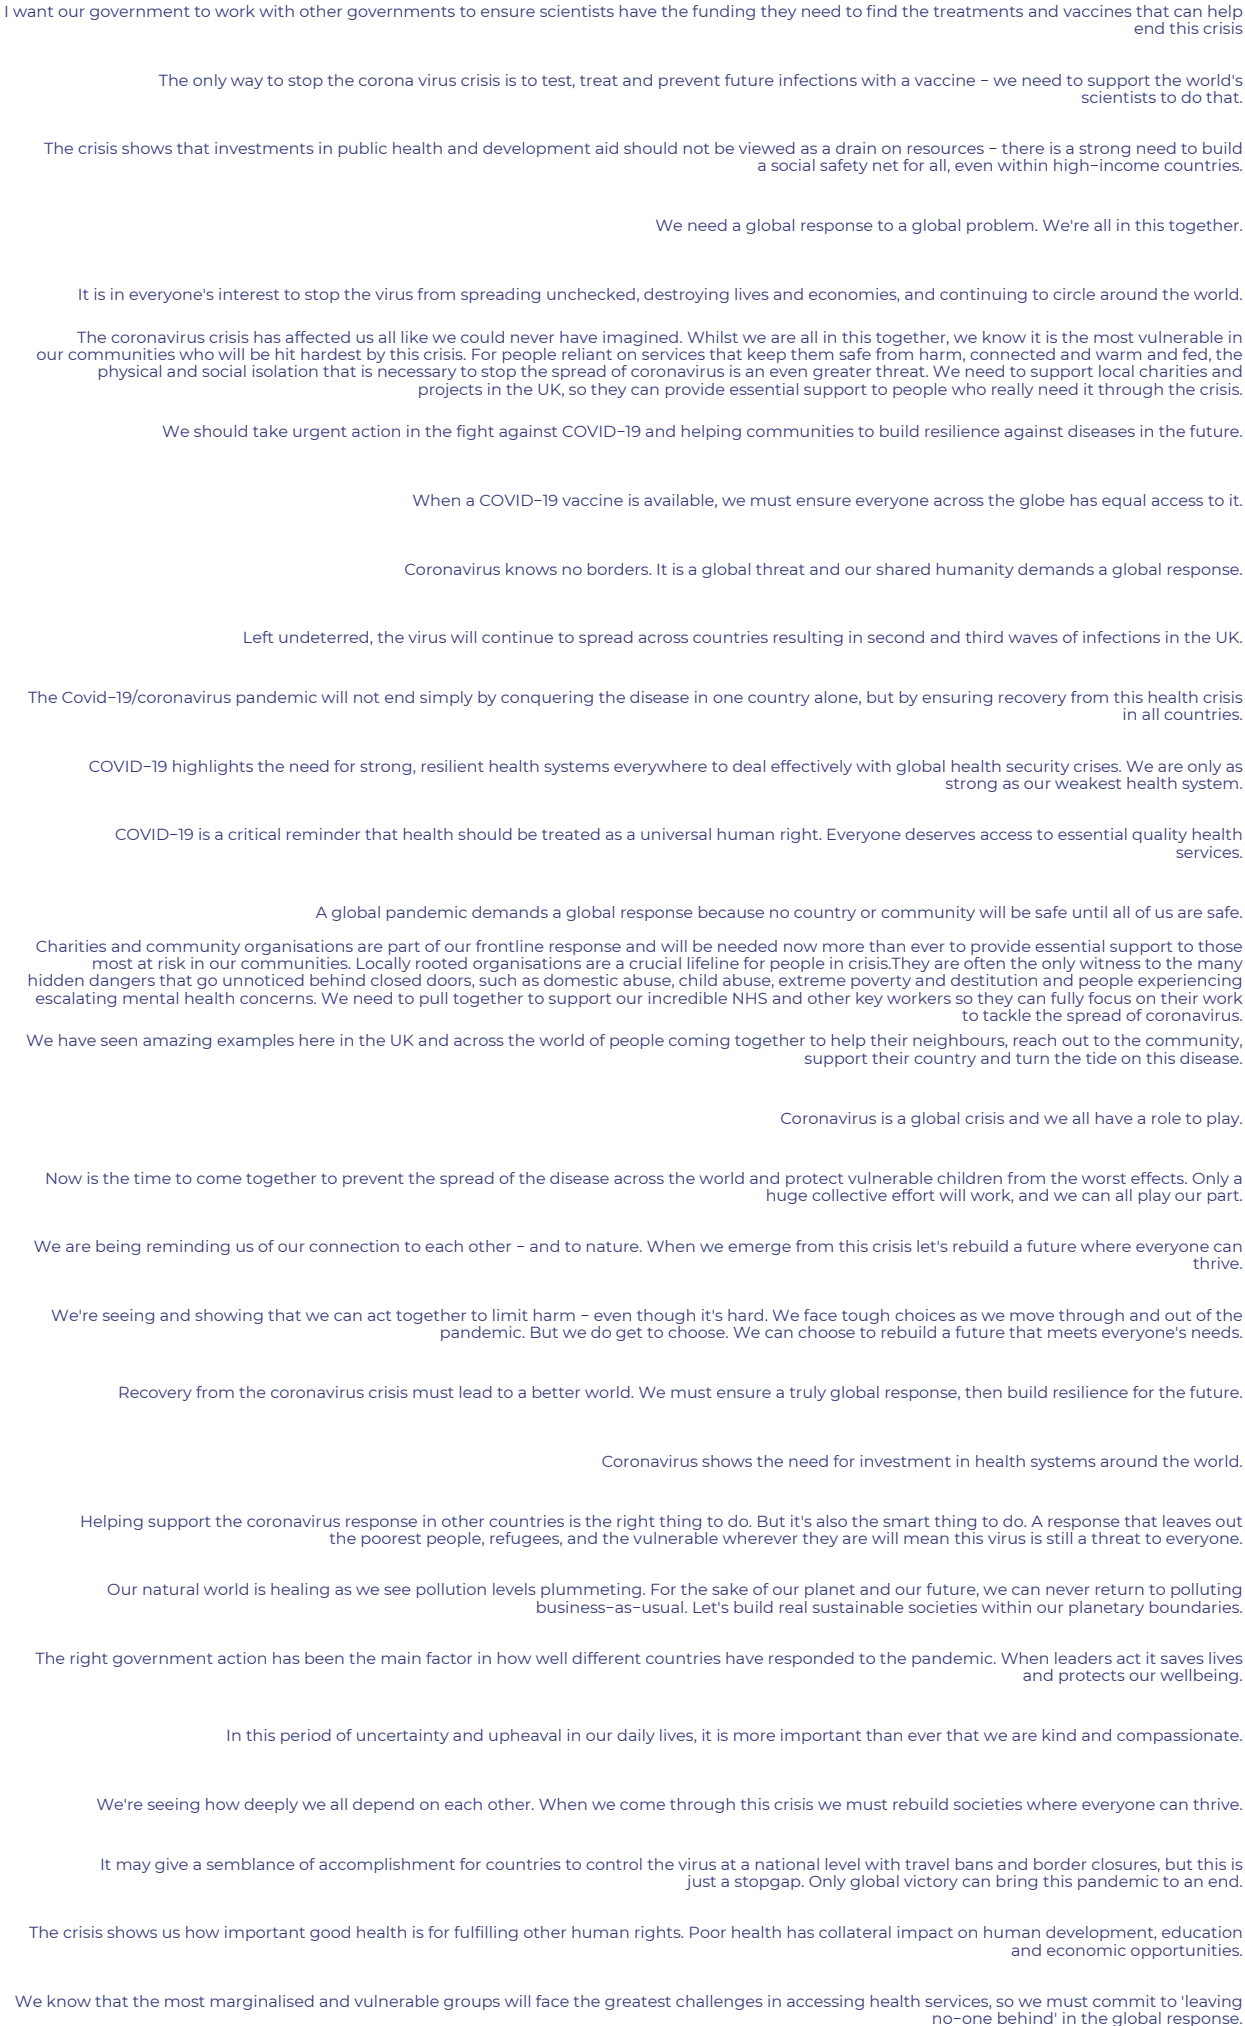 I want our government to work with other governments to ensure scientists have the funding they need to find the treatments and vaccines that can help
end this crisis
The only way to stop the corona virus crisis is to test, treat and prevent future infections with a vaccine − we need to support the world's
scientists to do that.
The crisis shows that investments in public health and development aid should not be viewed as a drain on resources − there is a strong need to build
a social safety net for all, even within high−income countries.
We need a global response to a global problem. We're all in this together.
It is in everyone's interest to stop the virus from spreading unchecked, destroying lives and economies, and continuing to circle around the world.
The coronavirus crisis has affected us all like we could never have imagined. Whilst we are all in this together, we know it is the most vulnerable in
our communities who will be hit hardest by this crisis. For people reliant on services that keep them safe from harm, connected and warm and fed, the
physical and social isolation that is necessary to stop the spread of coronavirus is an even greater threat. We need to support local charities and
projects in the UK, so they can provide essential support to people who really need it through the crisis.
We should take urgent action in the fight against COVID−19 and helping communities to build resilience against diseases in the future.
When a COVID−19 vaccine is available, we must ensure everyone across the globe has equal access to it.
Coronavirus knows no borders. It is a global threat and our shared humanity demands a global response.
Left undeterred, the virus will continue to spread across countries resulting in second and third waves of infections in the UK.
The Covid−19/coronavirus pandemic will not end simply by conquering the disease in one country alone, but by ensuring recovery from this health crisis
in all countries.
COVID−19 highlights the need for strong, resilient health systems everywhere to deal effectively with global health security crises. We are only as
strong as our weakest health system.
COVID−19 is a critical reminder that health should be treated as a universal human right. Everyone deserves access to essential quality health
services.
A global pandemic demands a global response because no country or community will be safe until all of us are safe.
Charities and community organisations are part of our frontline response and will be needed now more than ever to provide essential support to those
most at risk in our communities. Locally rooted organisations are a crucial lifeline for people in crisis.They are often the only witness to the many
hidden dangers that go unnoticed behind closed doors, such as domestic abuse, child abuse, extreme poverty and destitution and people experiencing
escalating mental health concerns. We need to pull together to support our incredible NHS and other key workers so they can fully focus on their work
to tackle the spread of coronavirus.
We have seen amazing examples here in the UK and across the world of people coming together to help their neighbours, reach out to the community,
support their country and turn the tide on this disease.
Coronavirus is a global crisis and we all have a role to play.
Now is the time to come together to prevent the spread of the disease across the world and protect vulnerable children from the worst effects. Only a
huge collective effort will work, and we can all play our part.
We are being reminding us of our connection to each other − and to nature. When we emerge from this crisis let's rebuild a future where everyone can
thrive.
We're seeing and showing that we can act together to limit harm − even though it's hard. We face tough choices as we move through and out of the
pandemic. But we do get to choose. We can choose to rebuild a future that meets everyone's needs.
Recovery from the coronavirus crisis must lead to a better world. We must ensure a truly global response, then build resilience for the future.
Coronavirus shows the need for investment in health systems around the world.
Helping support the coronavirus response in other countries is the right thing to do. But it's also the smart thing to do. A response that leaves out
the poorest people, refugees, and the vulnerable wherever they are will mean this virus is still a threat to everyone.
Our natural world is healing as we see pollution levels plummeting. For the sake of our planet and our future, we can never return to polluting
business−as−usual. Let's build real sustainable societies within our planetary boundaries.
The right government action has been the main factor in how well different countries have responded to the pandemic. When leaders act it saves lives
and protects our wellbeing.
In this period of uncertainty and upheaval in our daily lives, it is more important than ever that we are kind and compassionate.
We're seeing how deeply we all depend on each other. When we come through this crisis we must rebuild societies where everyone can thrive.
It may give a semblance of accomplishment for countries to control the virus at a national level with travel bans and border closures, but this is
just a stopgap. Only global victory can bring this pandemic to an end.
The crisis shows us how important good health is for fulfilling other human rights. Poor health has collateral impact on human development, education
and economic opportunities.
We know that the most marginalised and vulnerable groups will face the greatest challenges in accessing health services, so we must commit to 'leaving
no−one behind' in the global response.